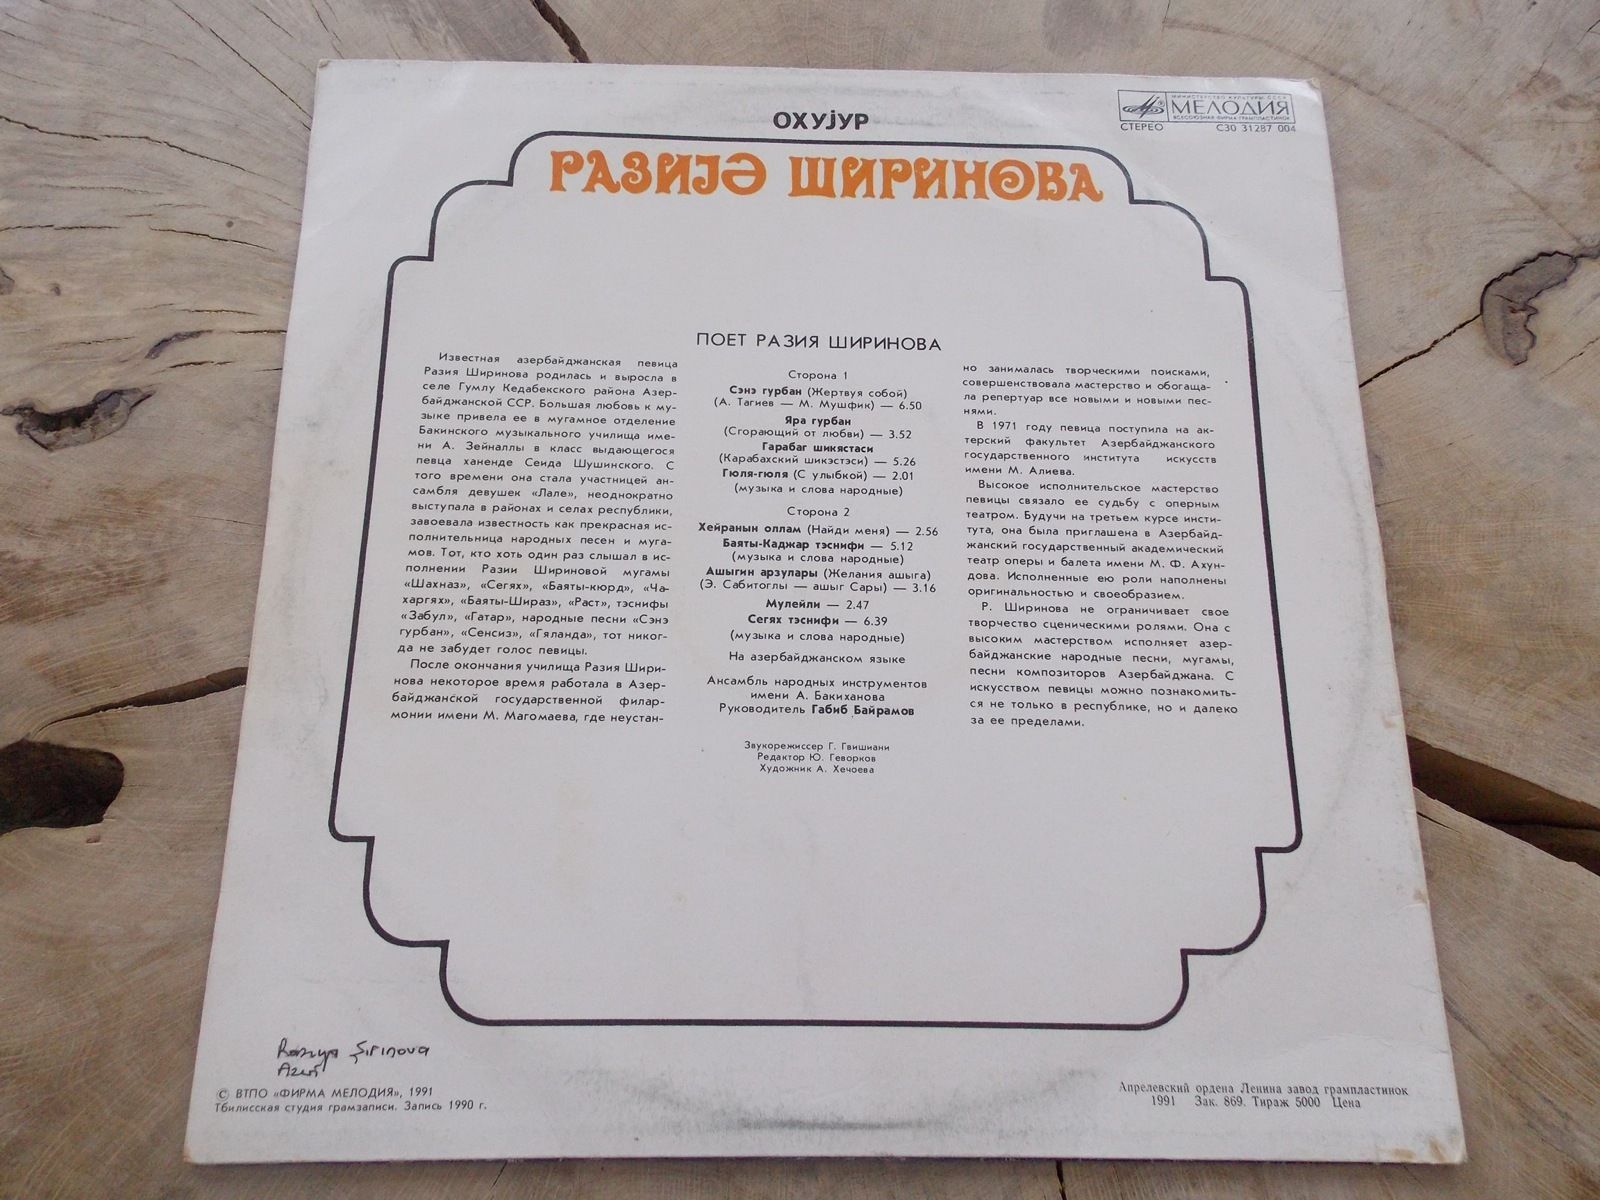 ОХУЈУР
РАЗИЈӘ ШИРИНОВА
МИНИСТЕРСТВО КУЛЬТУРЫ СССР
МЕЛОДИЯ
ВСЕСОЮЗНАЯ ФИРМА ГРАМПЛАСТИНОК
СТЕРЕО С30 31287 004
ПОЕТ РАЗИЯ ШИРИНОВА
Известная азербайджанская певица
Разия Ширинова родилась и выросла в
селе Гумлу Кедабекского района Азер-
байджанской ССР. Большая любовь к му-
зыке привела ее в мугамное отделение
Бакинского музыкального училища име-
ни А. Зейналлы в класс выдающегося
певца ханенде Сеида Шушинского. С
того времени она стала участницей ан-
самбля девушек «Лале», неоднократно
выступала в районах и селах республики,
завоевала известность как прекрасная ис-
полнительница народных песен и муга-
мов. Тот, кто хоть один раз слышал в ис-
полнении Разии Шириновой мугамы
«Шахназ», «Сегях», «Баяты-кюрд», «Ча-
харгях», «Баяты-Шираз», «Раст», тэснифы
«Забул», «Гатар», народные песни «Сэнэ
гурбан», «Сенсиз», «Гяланда», тот никог-
да не забудет голос певицы.
После окончания училища Разия Шири-
нова некоторое время работала в Азер-
байджанской государственной филар-
монии имени М. Магомаева, где неустан-
Сторона 1
Сэнэ гурбан (Жертвуя собой)
(А. Тагиев — М. Мушфик) — 6.50
Яра гурбан
(Сгорающий от любви) — 3.52
Гарабаг шикястаси
(Карабахский шикэстэси) — 5.26
Гюля-гюля (С улыбкой) — 2.01
(музыка и слова народные)
Сторона 2
Хейранын оллам (Найди меня) — 2.56
Баяты-Каджар тэснифи — 5.12
(музыка и слова народные)
Ашыгин арзулары (Желания ашыга)
(Э. Сабитоглы — ашыг Сары) — 3.16
Мулейли — 2.47
Сегях тэснифи — 6.39
(музыка и слова народные)
На азербайджанском языке
Ансамбль народных инструментов
имени А. Бакиханова
Руководитель Габиб Байрамов
Звукорежиссер Г. Гвишиани
Редактор Ю. Геворков
Художник А. Хечоева
но занималась творческими поисками,
совершенствовала мастерство и обогаща-
ла репертуар все новыми и новыми пес-
нями.
В 1971 году певица поступила на ак-
терский факультет Азербайджанского
государственного института искусств
имени М. Алиева.
Высокое исполнительское мастерство
певицы связало ее судьбу с оперным
театром. Будучи на третьем курсе инсти-
тута, она была приглашена в Азербайд-
жанский государственный академический
театр оперы и балета имени М. Ф. Ахун-
дова. Исполненные ею роли наполнены
оригинальностью и своеобразием.
Р. Ширинова не ограничивает свое
творчество сценическими ролями. Она с
высоким мастерством исполняет азер-
байджанские народные песни, мугамы,
песни композиторов Азербайджана. С
искусством певицы можно познакомить-
ся не только в республике, но и далеко
за ее пределами.
Razıya Şirinova
Azeri
© ВТПО «ФИРМА МЕЛОДИЯ», 1991
Тбилисская студия грамзаписи. Запись 1990 г.
Апрелевский ордена Ленина завод грампластинок
1991 Зак. 869. Тираж 5000 Цена